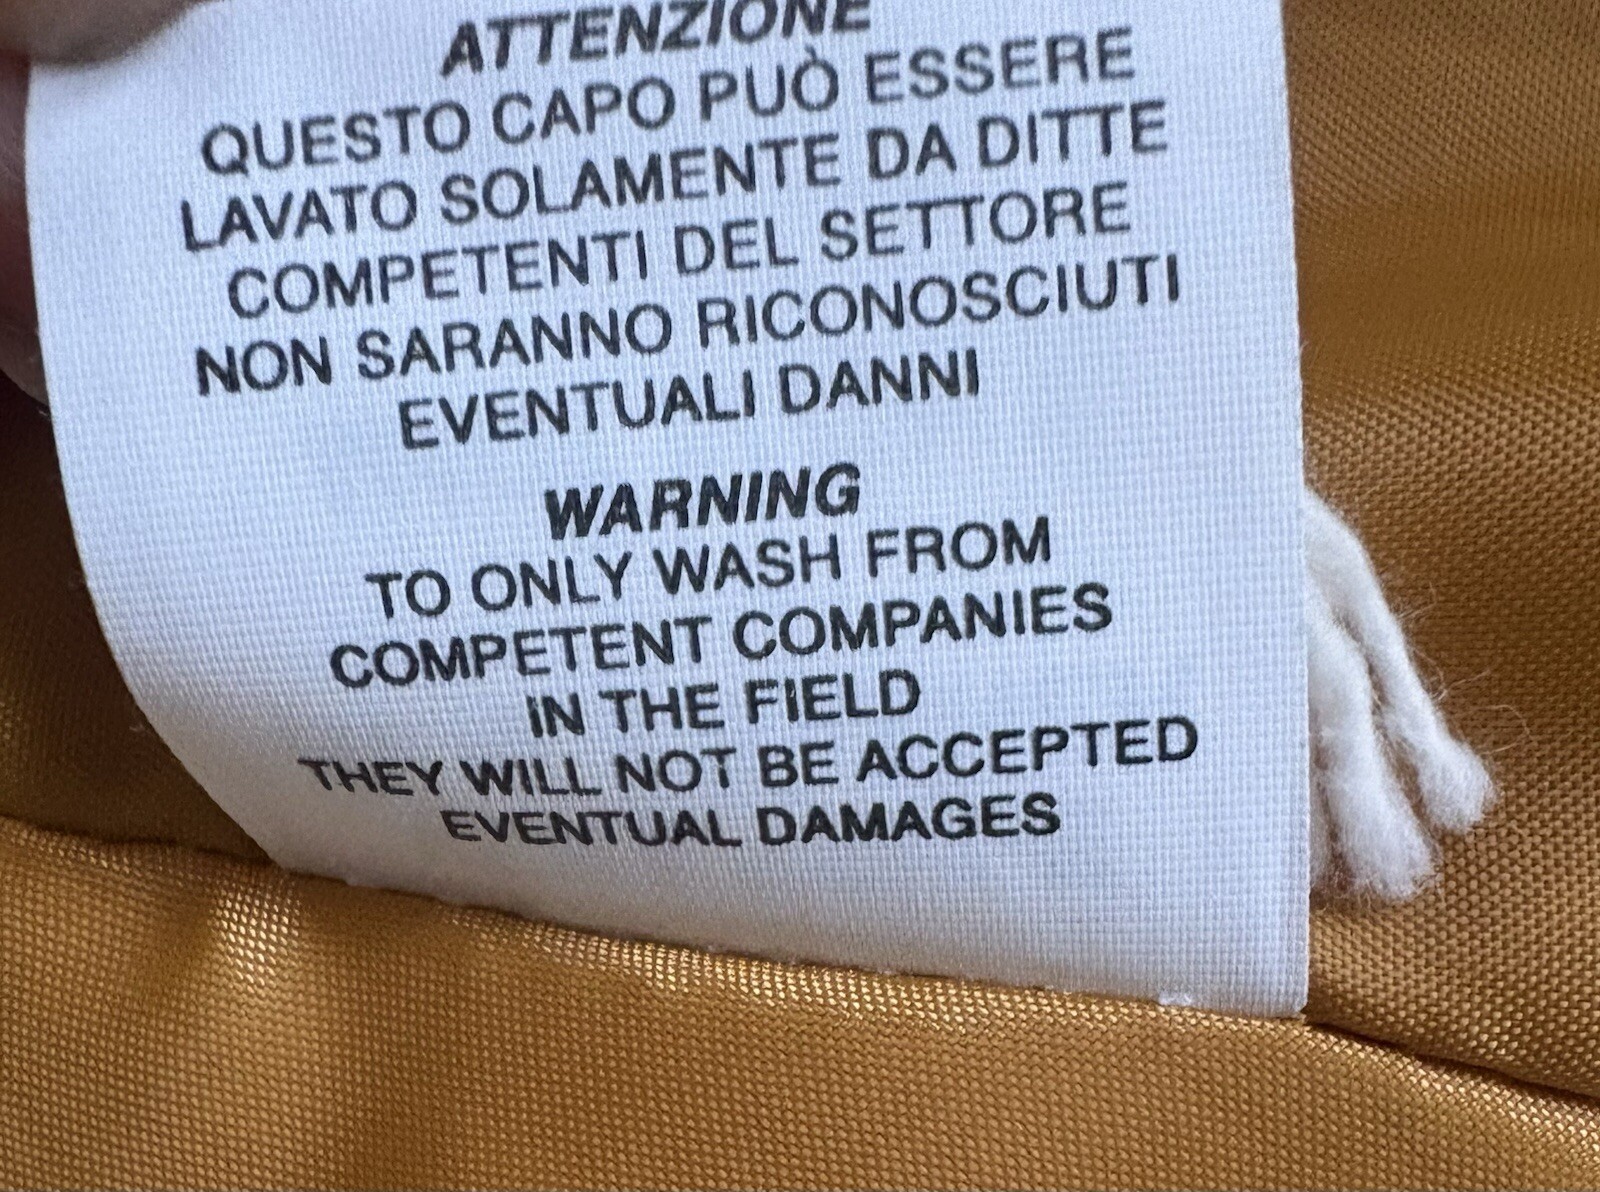 ATTENZIONE
QUESTO CAPO PUÒ ESSERE
LAVATO SOLAMENTE DA DITTE
COMPETENTI DEL SETTORE
NON SARANNO RICONOSCIUTI
EVENTUALI DANNI
WARNING
TO ONLY WASH FROM
COMPETENT COMPANIES
IN THE FIELD
THEY WILL NOT BE ACCEPTED
EVENTUAL DAMAGES